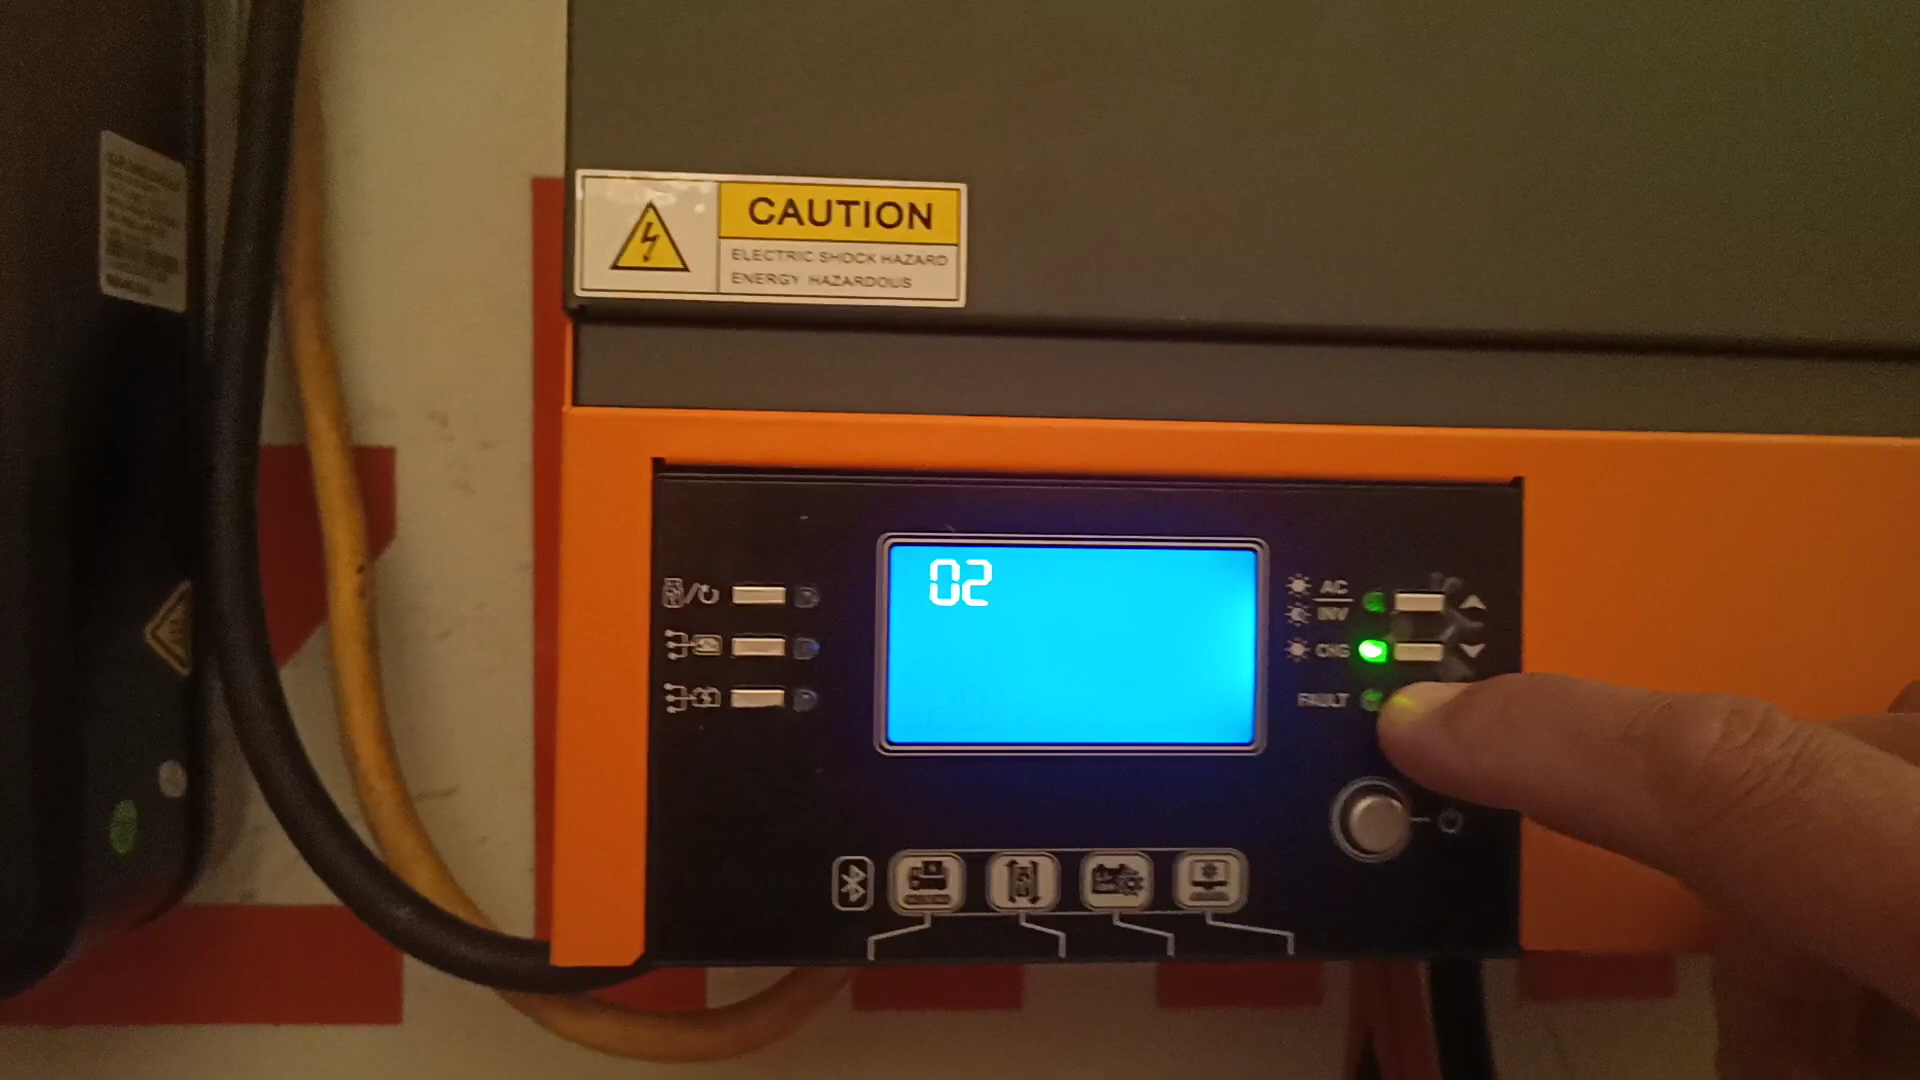 CAUTION
ELECTRIC SHOCK HAZARD
ENERGY HAZARDOUS
02
AC
INV
CHG
FAULT